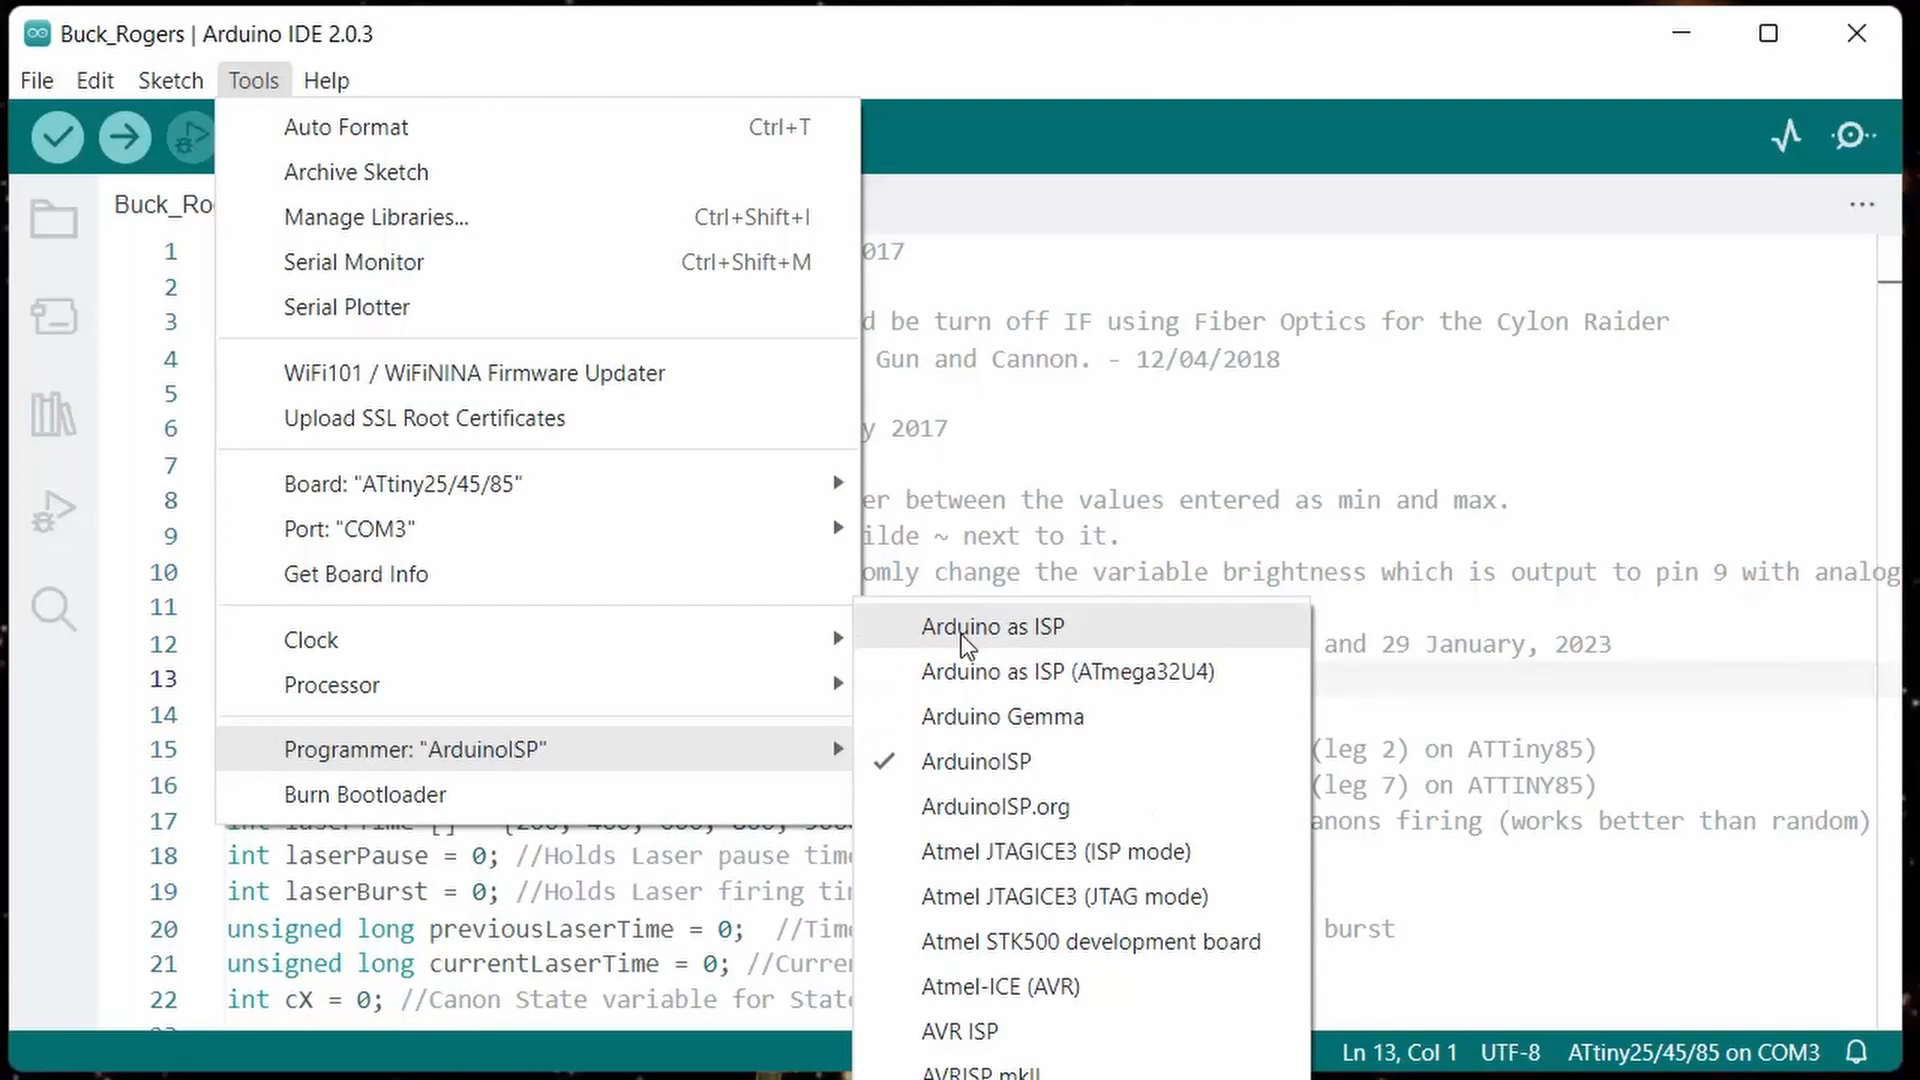 Buck_Rogers | Arduino IDE 2.0.3
File Edit Sketch Tools Help
Auto Format Ctrl+T
Archive Sketch
Manage Libraries... Ctrl+Shift+I
Serial Monitor Ctrl+Shift+M
Serial Plotter
WiFi101 / WiFiNINA Firmware Updater
Upload SSL Root Certificates
Board: "ATtiny25/45/85"
Port: "COM3"
Get Board Info
Clock
Processor
Programmer: "ArduinoISP"
Burn Bootloader
Arduino as ISP
Arduino as ISP (ATmega32U4)
Arduino Gemma
ArduinoISP
ArduinoISP.org
Atmel JTAGICE3 (ISP mode)
Atmel JTAGICE3 (JTAG mode)
Atmel STK500 development board
Atmel-ICE (AVR)
AVR ISP
AVRISP mkII
Buck_Ro
1 017
2
3 d be turn off IF using Fiber Optics for the Cylon Raider
4 Gun and Cannon. - 12/04/2018
5
6 y 2017
7
8 er between the values entered as min and max.
9 ilde ~ next to it.
10 omly change the variable brightness which is output to pin 9 with analog
11
12 and 29 January, 2023
13
14
15 (leg 2) on ATTiny85)
16 (leg 7) on ATTINY85)
17 anons firing (works better than random)
18 int laserPause = 0; //Holds Laser pause time
19 int laserBurst = 0; //Holds Laser firing tir
20 unsigned long previousLaserTime = 0; //Time burst
21 unsigned long currentLaserTime = 0; //Curre
22 int cX = 0; //Canon State variable for State
Ln 13, Col 1 UTF-8 ATtiny25/45/85 on COM3